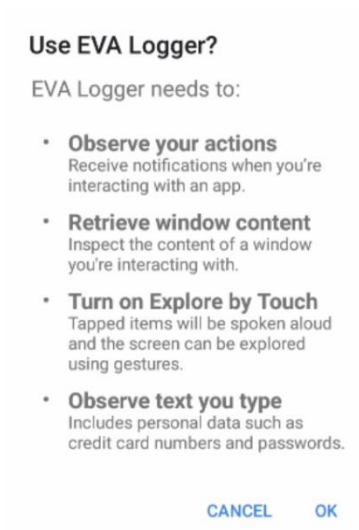 Use EVA Logger?
EVA Logger needs to:
• Observe your actions
Receive notifications when you're
interacting with an app.
• Retrieve window content
Inspect the content of a window
you're interacting with.
• Turn on Explore by Touch
Tapped items will be spoken aloud
and the screen can be explored
using gestures.
• Observe text you type
Includes personal data such as
credit card numbers and passwords.
CANCEL OK